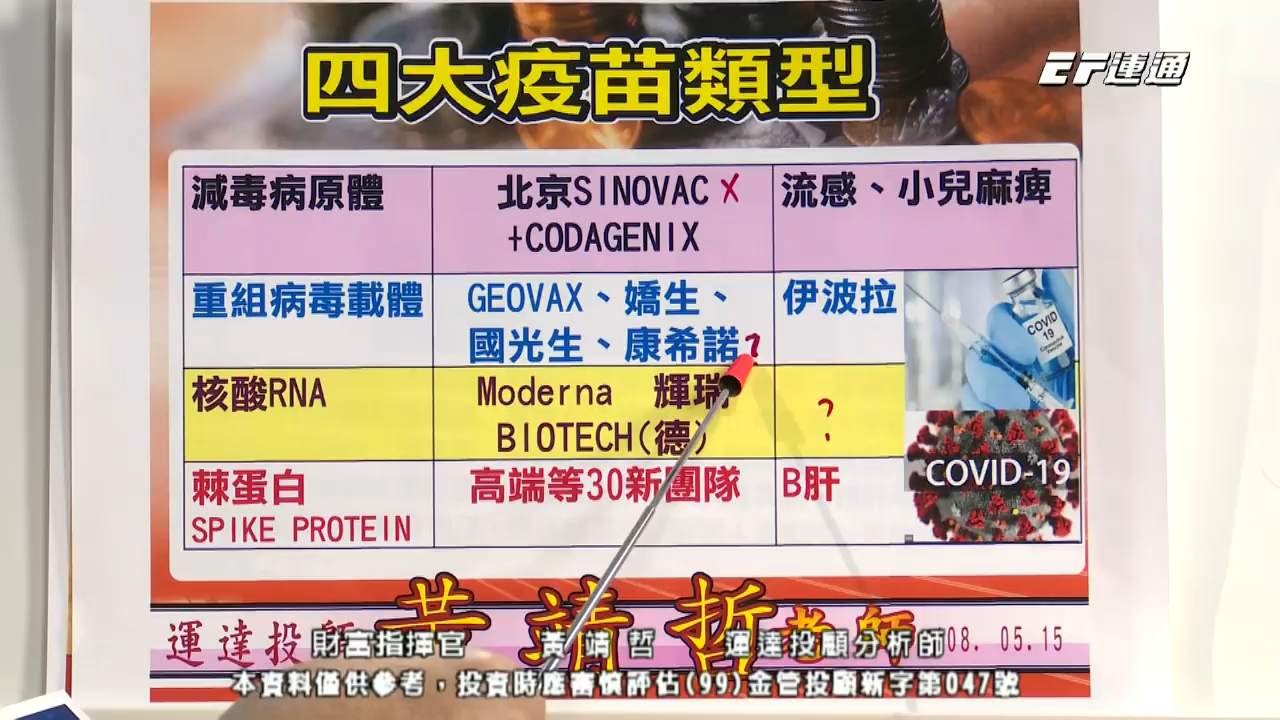 四大疫苗類型
EF運通
減毒病原體
北京SINOVAC X
+CODAGENIX
流感、小兒麻痺
重組病毒載體
GEOVAX、嬌生、
國光生、康希諾?
伊波拉
COVID
19
核酸RNA
Moderna 輝瑞
BIOTECH(德)
?
棘蛋白
SPIKE PROTEIN
高端等30新團隊
B肝
COVID-19
運達投
黃靖哲老師
08. 05.15
財富指揮官 黃靖哲 運達投顧分析師
本資料僅供參考，投資時應審慎評估(99)金管投顧新字第047號